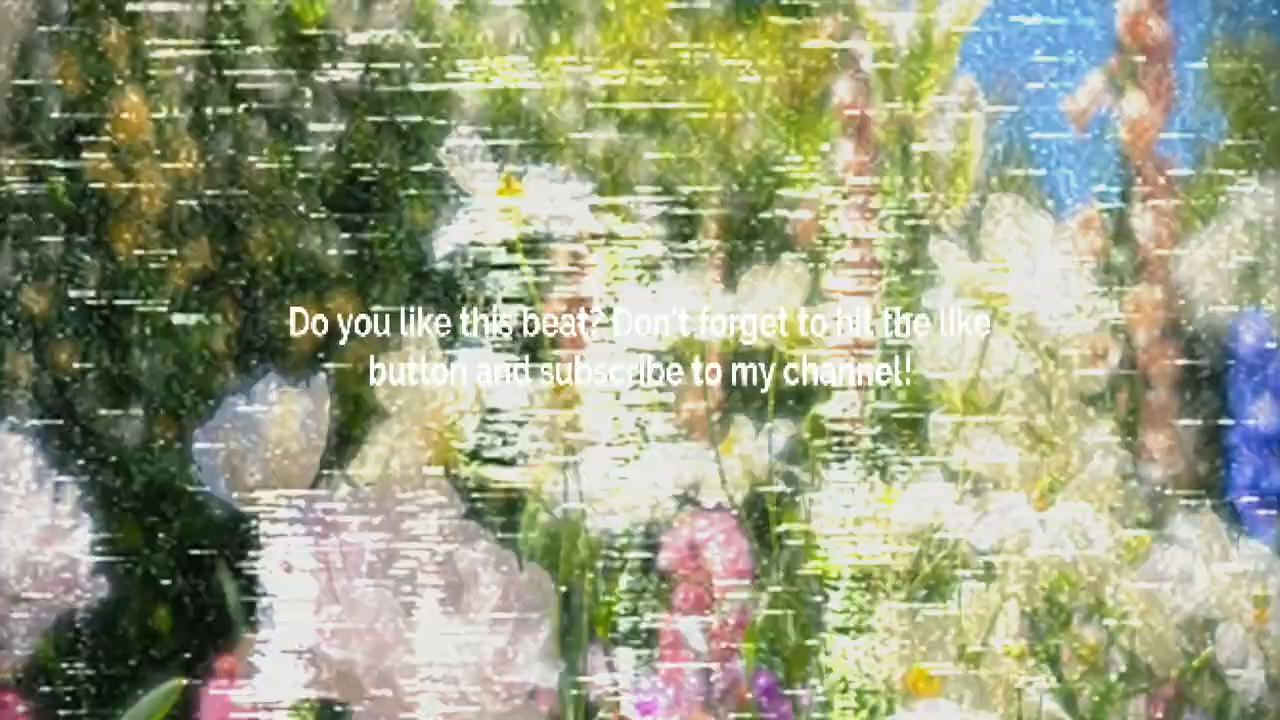 Do you like this beat? Don't forget to hit the like
button and subscribe to my channel!